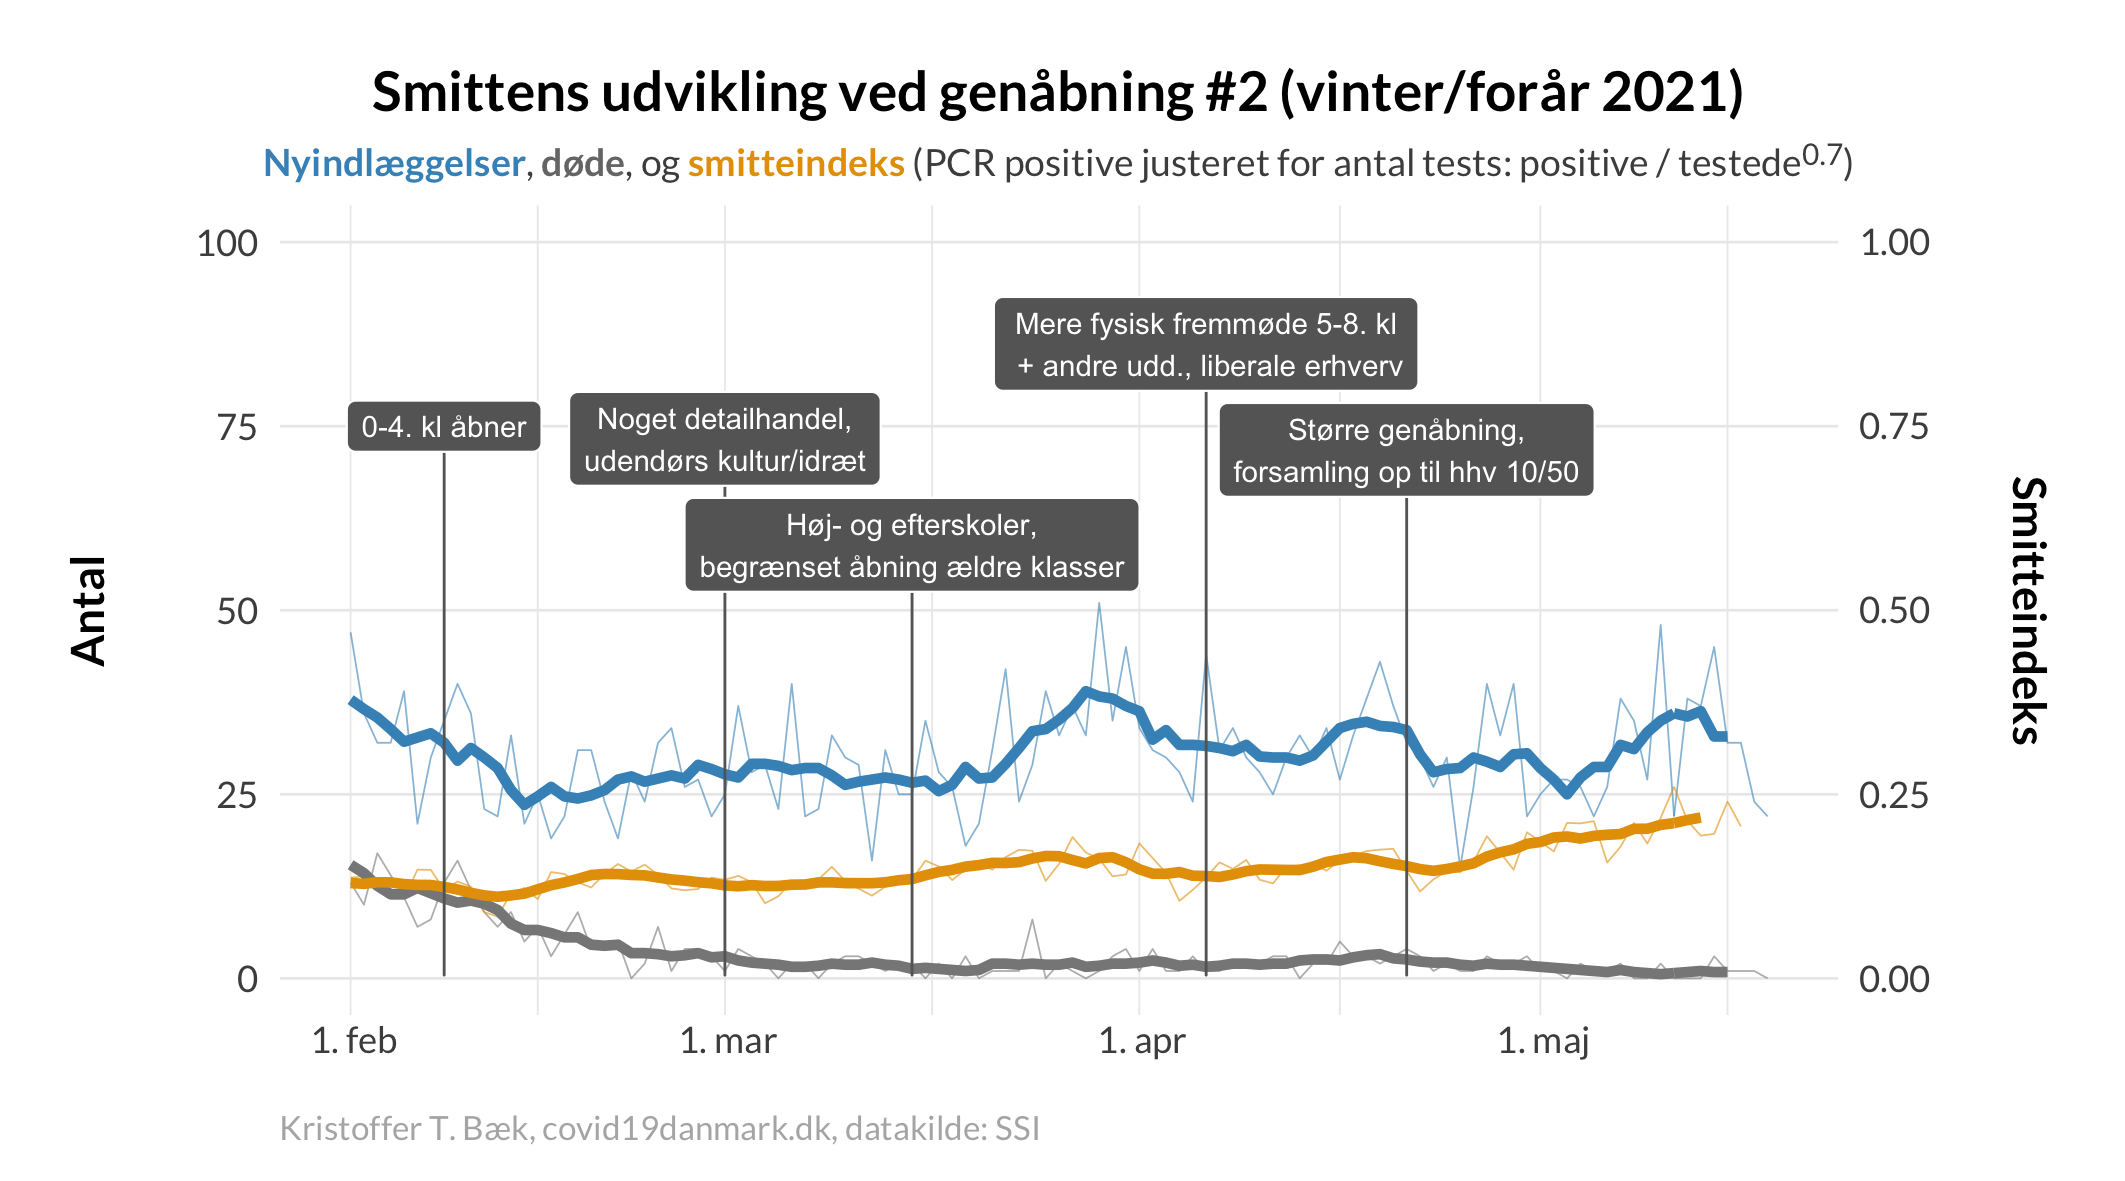 Smittens udvikling ved genåbning #2 (vinter/forår 2021)
Nyindlæggelser, døde, og smitteindeks (PCR positive justeret for antal tests: positive / testede^0.7)
100
75
50
25
0
Antal
1.00
0.75
0.50
0.25
0.00
Smitteindeks
0-4. kl åbner
Noget detailhandel,
udendørs kultur/idræt
Høj- og efterskoler,
begrænset åbning ældre klasser
Mere fysisk fremmøde 5-8. kl
+ andre udd., liberale erhverv
Større genåbning,
forsamling op til hhv 10/50
1. feb
1. mar
1. apr
1. maj
Kristoffer T. Bæk, covid19danmark.dk, datakilde: SSI